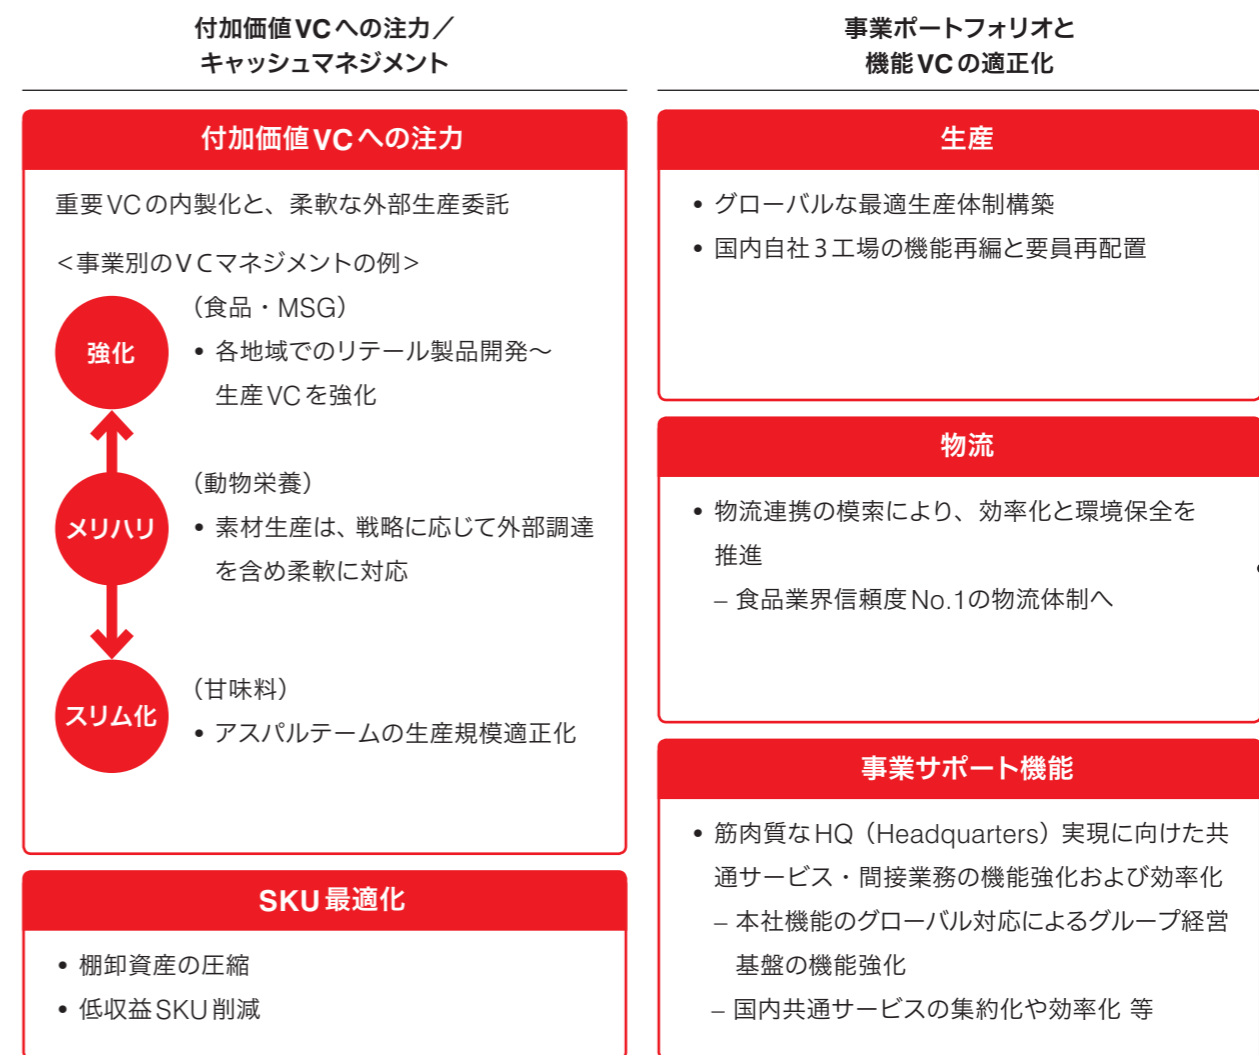 付加価値VCへの注力／
キャッシュマネジメント
付加価値VCへの注力
重要VCの内製化と、柔軟な外部生産委託
＜事業別のVCマネジメントの例＞
強化
（食品・MSG）
• 各地域でのリテール製品開発～
生産VCを強化
メリハリ
（動物栄養）
• 素材生産は、戦略に応じて外部調達
を含め柔軟に対応
スリム化
（甘味料）
• アスパルテームの生産規模適正化
SKU最適化
• 棚卸資産の圧縮
• 低収益SKU削減
事業ポートフォリオと
機能VCの適正化
生産
• グローバルな最適生産体制構築
• 国内自社3工場の機能再編と要員再配置
物流
• 物流連携の模索により、効率化と環境保全を
推進
– 食品業界信頼度No.1の物流体制へ
事業サポート機能
• 筋肉質なHQ（Headquarters）実現に向けた共
通サービス・間接業務の機能強化および効率化
– 本社機能のグローバル対応によるグループ経営
基盤の機能強化
– 国内共通サービスの集約化や効率化 等